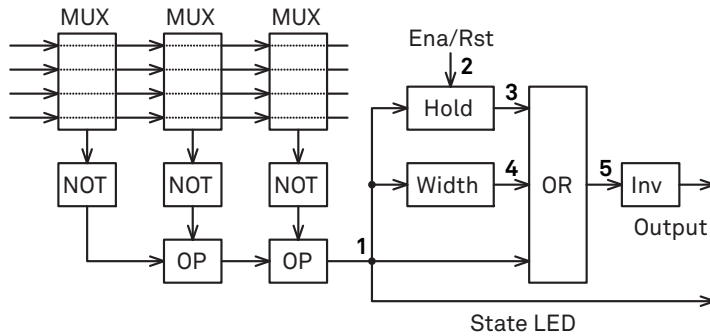 MUX MUX MUX
Ena/Rst
2
Hold
3
NOT NOT NOT
Width
4
OR
5
Inv
Output
OP OP
1
State LED